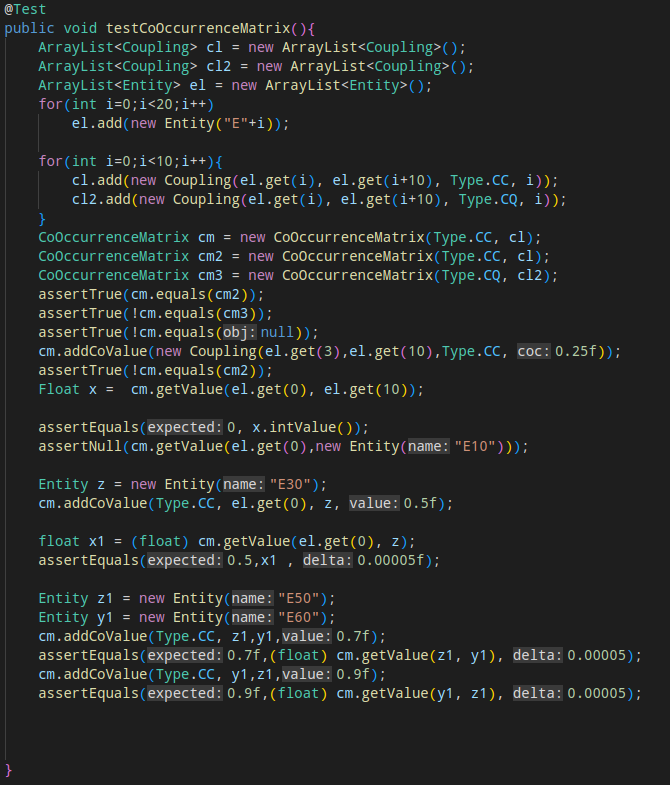 @Test
public void testCoOccurrenceMatrix(){
ArrayList<Coupling> cl = new ArrayList<Coupling>();
ArrayList<Coupling> cl2 = new ArrayList<Coupling>();
ArrayList<Entity> el = new ArrayList<Entity>();
for(int i=0;i<20;i++)
el.add(new Entity("E"+i));
for(int i=0;i<10;i++){
cl.add(new Coupling(el.get(i), el.get(i+10), Type.CC, i));
cl2.add(new Coupling(el.get(i), el.get(i+10), Type.CQ, i));
}
CoOccurrenceMatrix cm = new CoOccurrenceMatrix(Type.CC, cl);
CoOccurrenceMatrix cm2 = new CoOccurrenceMatrix(Type.CC, cl);
CoOccurrenceMatrix cm3 = new CoOccurrenceMatrix(Type.CQ, cl2);
assertTrue(cm.equals(cm2));
assertTrue(!cm.equals(cm3));
assertTrue(!cm.equals(obj: null));
cm.addCoValue(new Coupling(el.get(3),el.get(10),Type.CC, coc: 0.25f));
assertTrue(!cm.equals(cm2));
Float x =  cm.getValue(el.get(0), el.get(10));
assertEquals(expected: 0, x.intValue());
assertNull(cm.getValue(el.get(0),new Entity(name: "E10")));
Entity z = new Entity(name: "E30");
cm.addCoValue(Type.CC, el.get(0), z, value: 0.5f);
float x1 = (float) cm.getValue(el.get(0), z);
assertEquals(expected: 0.5,x1 , delta: 0.00005f);
Entity z1 = new Entity(name: "E50");
Entity y1 = new Entity(name: "E60");
cm.addCoValue(Type.CC, z1,y1,value: 0.7f);
assertEquals(expected: 0.7f,(float) cm.getValue(z1, y1), delta: 0.00005);
cm.addCoValue(Type.CC, y1,z1,value: 0.9f);
assertEquals(expected: 0.9f,(float) cm.getValue(y1, z1), delta: 0.00005);
}